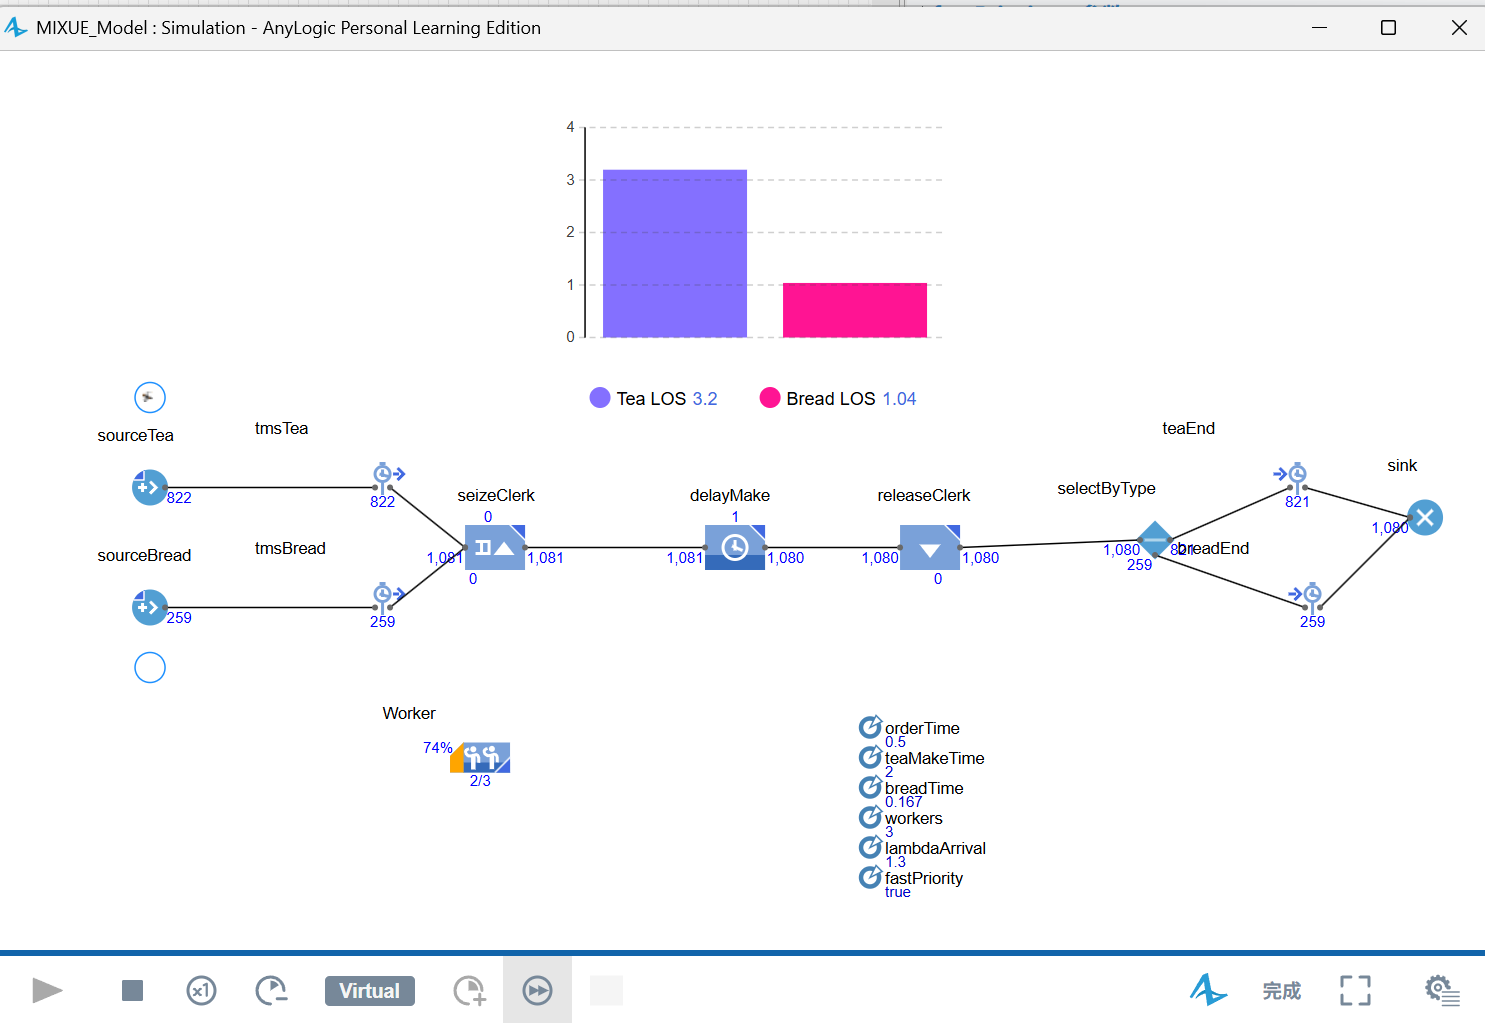 MIXUE_Model : Simulation - AnyLogic Personal Learning Edition
4
3
2
1
0
Tea LOS 3.2
Bread LOS 1.04
sourceTea
tmsTea
822
822
seizeClerk
0
1,081
1,081
0
delayMake
1
1,081
1,080
releaseClerk
1,080
1,080
0
selectByType
1,080
821
259
teaEnd
821
sink
1,080
sourceBread
tmsBread
259
259
breadEnd
259
Worker
74%
2/3
orderTime
0.5
teaMakeTime
2
breadTime
0.167
workers
3
lambdaArrival
1.3
fastPriority
true
x1
Virtual
完成